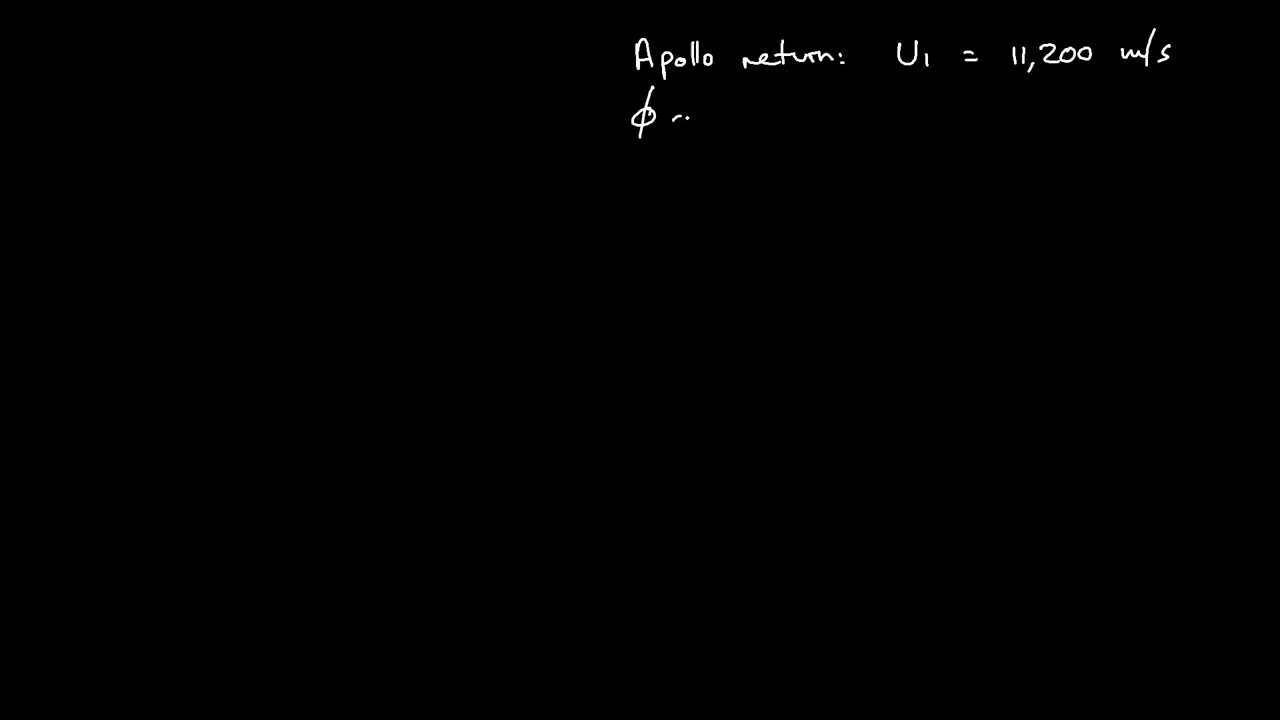 Apollo return: U₁ = 11,200 m/s
ϕ